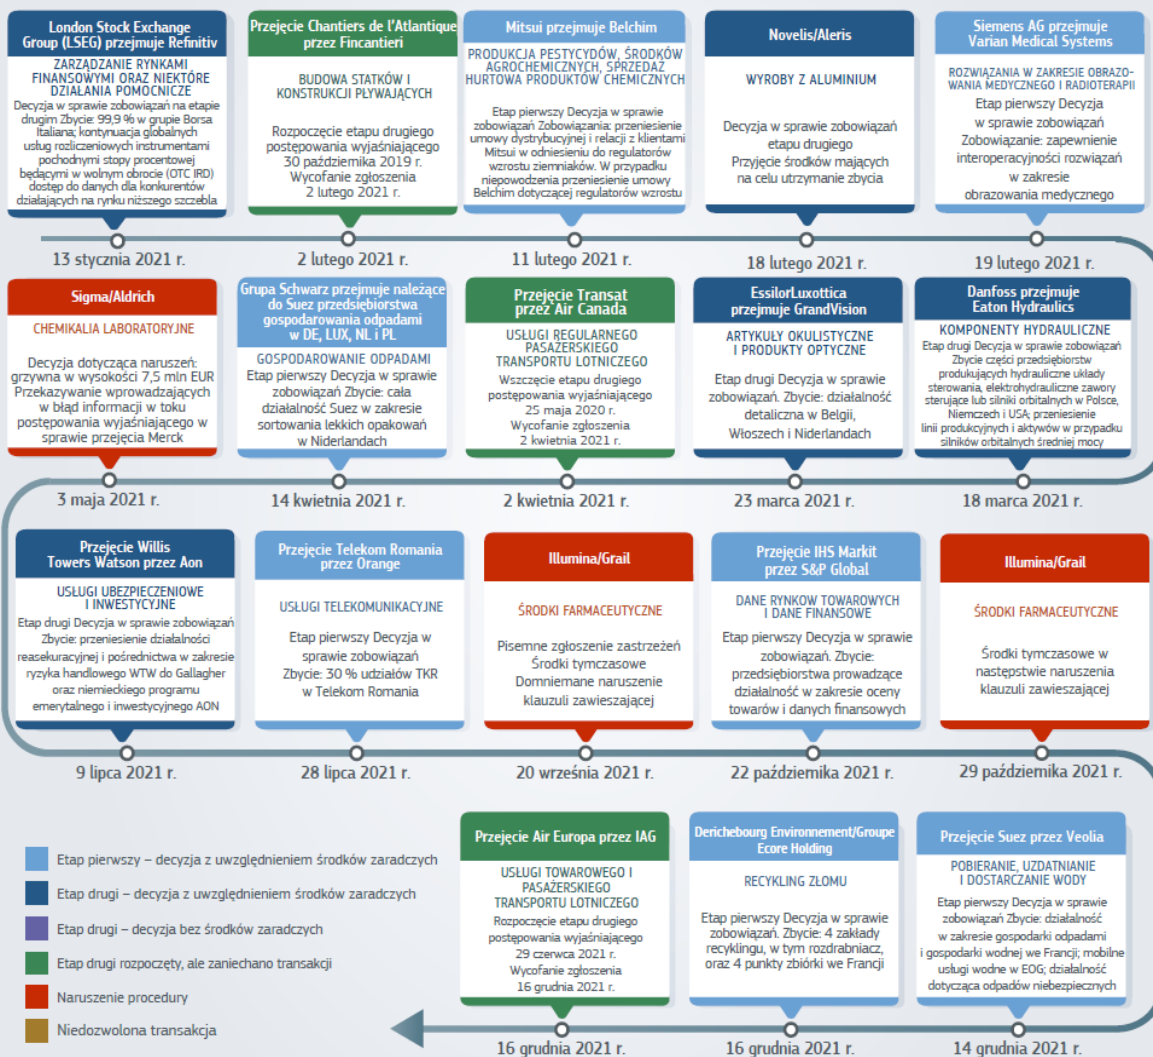 London Stock Exchange
Group (LSEG) przejmuje Refinitiv
ZARZĄDZANIE RYNKAMI
FINANSOWYMI ORAZ NIEKTÓRE
DZIAŁANIA POMOCNICZE
Decyzja w sprawie zobowiązań na etapie
drugim Zbycie: 99,9 % w grupie Borsa
Italiana; kontynuacja globalnych
usług rozliczeniowych instrumentami
pochodnymi stopy procentowej
będącymi w wolnym obrocie (OTC IRD)
dostęp do danych dla konkurentów
działających na rynku niższego szczebla
13 stycznia 2021 r.
Przejęcie Chantiers de l'Atlantique
przez Fincantieri
BUDOWA STATKÓW I
KONSTRUKCJI PŁYWAJĄCYCH
Rozpoczęcie etapu drugiego
postępowania wyjaśniającego
30 października 2019 r.
Wycofanie zgłoszenia
2 lutego 2021 r.
2 lutego 2021 r.
Mitsui przejmuje Belchim
PRODUKCJA PESTYCYDÓW, ŚRODKÓW
AGROCHEMICZNYCH, SPRZEDAŻ
HURTOWA PRODUKTÓW CHEMICZNYCH
Etap pierwszy Decyzja w sprawie
zobowiązań Zobowiązania: przeniesienie
umowy dystrybucyjnej i relacji z klientami
Mitsui w odniesieniu do regulatorów
wzrostu ziemniaków. W przypadku
niepowodzenia przeniesienie umowy
Belchim dotyczącej regulatorów wzrostu
11 lutego 2021 r.
Novelis/Aleris
WYROBY Z ALUMINIUM
Decyzja w sprawie zobowiązań
etapu drugiego
Przyjęcie środków mających
na celu utrzymanie zbycia
18 lutego 2021 r.
Siemens AG przejmuje
Varian Medical Systems
ROZWIĄZANIA W ZAKRESIE OBRAZO-
WANIA MEDYCZNEGO I RADIOTERAPII
Etap pierwszy Decyzja
w sprawie zobowiązań
Zobowiązanie: zapewnienie
interoperacyjności rozwiązań
w zakresie
obrazowania medycznego
19 lutego 2021 r.
Sigma/Aldrich
CHEMIKALIA LABORATORYJNE
Decyzja dotycząca naruszeń:
grzywna w wysokości 7,5 mln EUR
Przekazywanie wprowadzających
w błąd informacji w toku
postępowania wyjaśniającego w
sprawie przejęcia Merck
3 maja 2021 r.
Grupa Schwarz przejmuje należące
do Suez przedsiębiorstwa
gospodarowania odpadami
w DE, LUX, NL i PL
GOSPODAROWANIE ODPADAMI
Etap pierwszy Decyzja w sprawie
zobowiązań Zbycie: cała
działalność Suez w zakresie
sortowania lekkich opakowań
w Niderlandach
14 kwietnia 2021 r.
Przejęcie Transat
przez Air Canada
USŁUGI REGULARNEGO
PASAŻERSKIEGO
TRANSPORTU LOTNICZEGO
Wszczęcie etapu drugiego
postępowania wyjaśniającego
25 maja 2020 r.
Wycofanie zgłoszenia
2 kwietnia 2021 r.
2 kwietnia 2021 r.
EssilorLuxottica
przejmuje GrandVision
ARTYKUŁY OKULISTYCZNE
I PRODUKTY OPTYCZNE
Etap drugi Decyzja w sprawie
zobowiązań. Zbycie: działalność
detaliczna w Belgii,
Włoszech i Niderlandach
23 marca 2021 r.
Danfoss przejmuje
Eaton Hydraulics
KOMPONENTY HYDRAULICZNE
Etap drugi Decyzja w sprawie zobowiązań
Zbycie części przedsiębiorstw
produkujących hydrauliczne układy
sterowania, elektrohydrauliczne zawory
sterujące lub silniki orbitalnych w Polsce,
Niemczech i USA; przeniesienie
linii produkcyjnych i aktywów w przypadku
silników orbitalnych średniej mocy
18 marca 2021 r.
Przejęcie Willis
Towers Watson przez Aon
USŁUGI UBEZPIECZENIOWE
I INWESTYCYJNE
Etap drugi Decyzja w sprawie zobowiązań
Zbycie: przeniesienie działalności
reasekuracyjnej i pośrednictwa w zakresie
ryzyka handlowego WTW do Gallagher
oraz niemieckiego programu
emerytalnego i inwestycyjnego AON
9 lipca 2021 r.
Przejęcie Telekom Romania
przez Orange
USŁUGI TELEKOMUNIKACYJNE
Etap pierwszy Decyzja w
sprawie zobowiązań
Zbycie: 30 % udziałów TKR
w Telekom Romania
28 lipca 2021 r.
Illumina/Grail
ŚRODKI FARMACEUTYCZNE
Pisemne zgłoszenie zastrzeżeń
Środki tymczasowe
Domniemane naruszenie
klauzuli zawieszającej
20 września 2021 r.
Przejęcie IHS Markit
przez S&P Global
DANE RYNKÓW TOWAROWYCH
I DANE FINANSOWE
Etap pierwszy Decyzja w sprawie
zobowiązań. Zbycie:
przedsiębiorstwa prowadzące
działalność w zakresie oceny
towarów i danych finansowych
22 października 2021 r.
Illumina/Grail
ŚRODKI FARMACEUTYCZNE
Środki tymczasowe w
następstwie naruszenia
klauzuli zawieszającej
29 października 2021 r.
Przejęcie Air Europa przez IAG
USŁUGI TOWAROWEGO I
PASAŻERSKIEGO
TRANSPORTU LOTNICZEGO
Rozpoczęcie etapu drugiego
postępowania wyjaśniającego
29 czerwca 2021 r.
Wycofanie zgłoszenia
16 grudnia 2021 r.
16 grudnia 2021 r.
Derichebourg Environnement/Groupe
Ecore Holding
RECYKLING ZŁOMU
Etap pierwszy Decyzja w sprawie
zobowiązań. Zbycie: 4 zakłady
recyklingu, w tym rozdrabniacz,
oraz 4 punkty zbiórki we Francji
16 grudnia 2021 r.
Przejęcie Suez przez Veolia
POBIERANIE, UZDATNIANIE
I DOSTARCZANIE WODY
Etap pierwszy Decyzja w sprawie
zobowiązań Zbycie: działalność
w zakresie gospodarki odpadami
i gospodarki wodnej we Francji; mobilne
usługi wodne w EOG; działalność
dotycząca odpadów niebezpiecznych
14 grudnia 2021 r.
Etap pierwszy – decyzja z uwzględnieniem środków zaradczych
Etap drugi – decyzja z uwzględnieniem środków zaradczych
Etap drugi – decyzja bez środków zaradczych
Etap drugi rozpoczęty, ale zaniechano transakcji
Naruszenie procedury
Niedozwolona transakcja